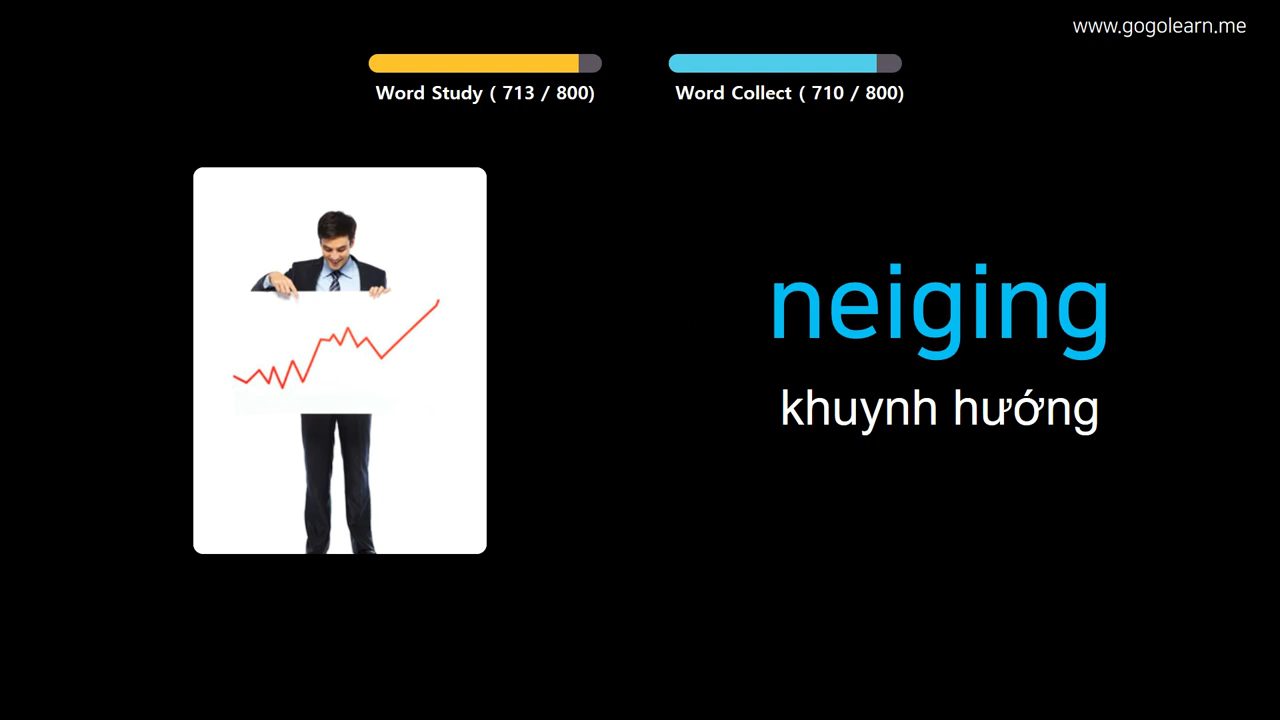 www.gogolearn.me
Word Study ( 713 / 800)
Word Collect ( 710 / 800)
neiging
khuynh hướng